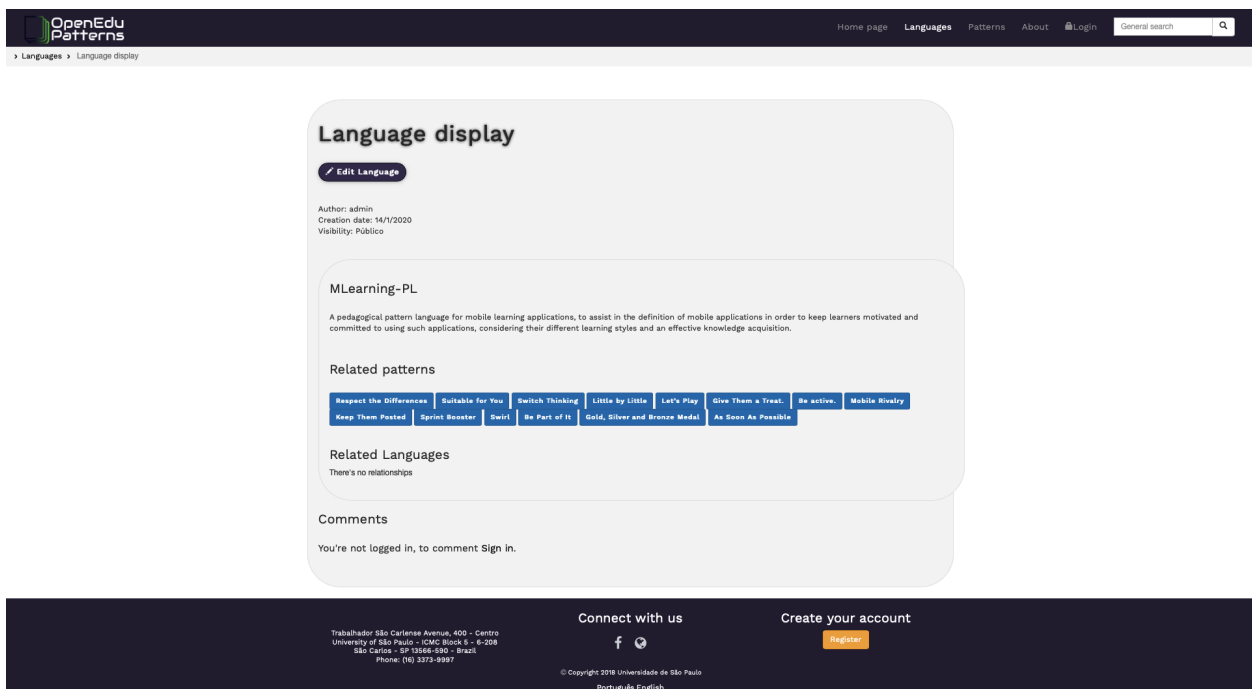 OpenEdu
Patterns
Home page Languages Patterns About Login General search
› Languages › Language display
Language display
Edit Language
Author: admin
Creation date: 14/1/2020
Visibility: Público
MLearning-PL
A pedagogical pattern language for mobile learning applications, to assist in the definition of mobile applications in order to keep learners motivated and
committed to using such applications, considering their different learning styles and an effective knowledge acquisition.
Related patterns
Respect the Differences Suitable for You Switch Thinking Little by Little Let's Play Give Them a Treat. Be active. Mobile Rivalry
Keep Them Posted Sprint Booster Swirl Be Part of It Gold, Silver and Bronze Medal As Soon As Possible
Related Languages
There's no relationships
Comments
You're not logged in, to comment Sign in.
Trabalhador São Carlense Avenue, 400 - Centro
University of São Paulo - ICMC Block 5 - 6-208
São Carlos - SP 13566-590 - Brazil
Phone: (16) 3373-9997
Connect with us
© Copyright 2018 Universidade de São Paulo
Português English
Create your account
Register